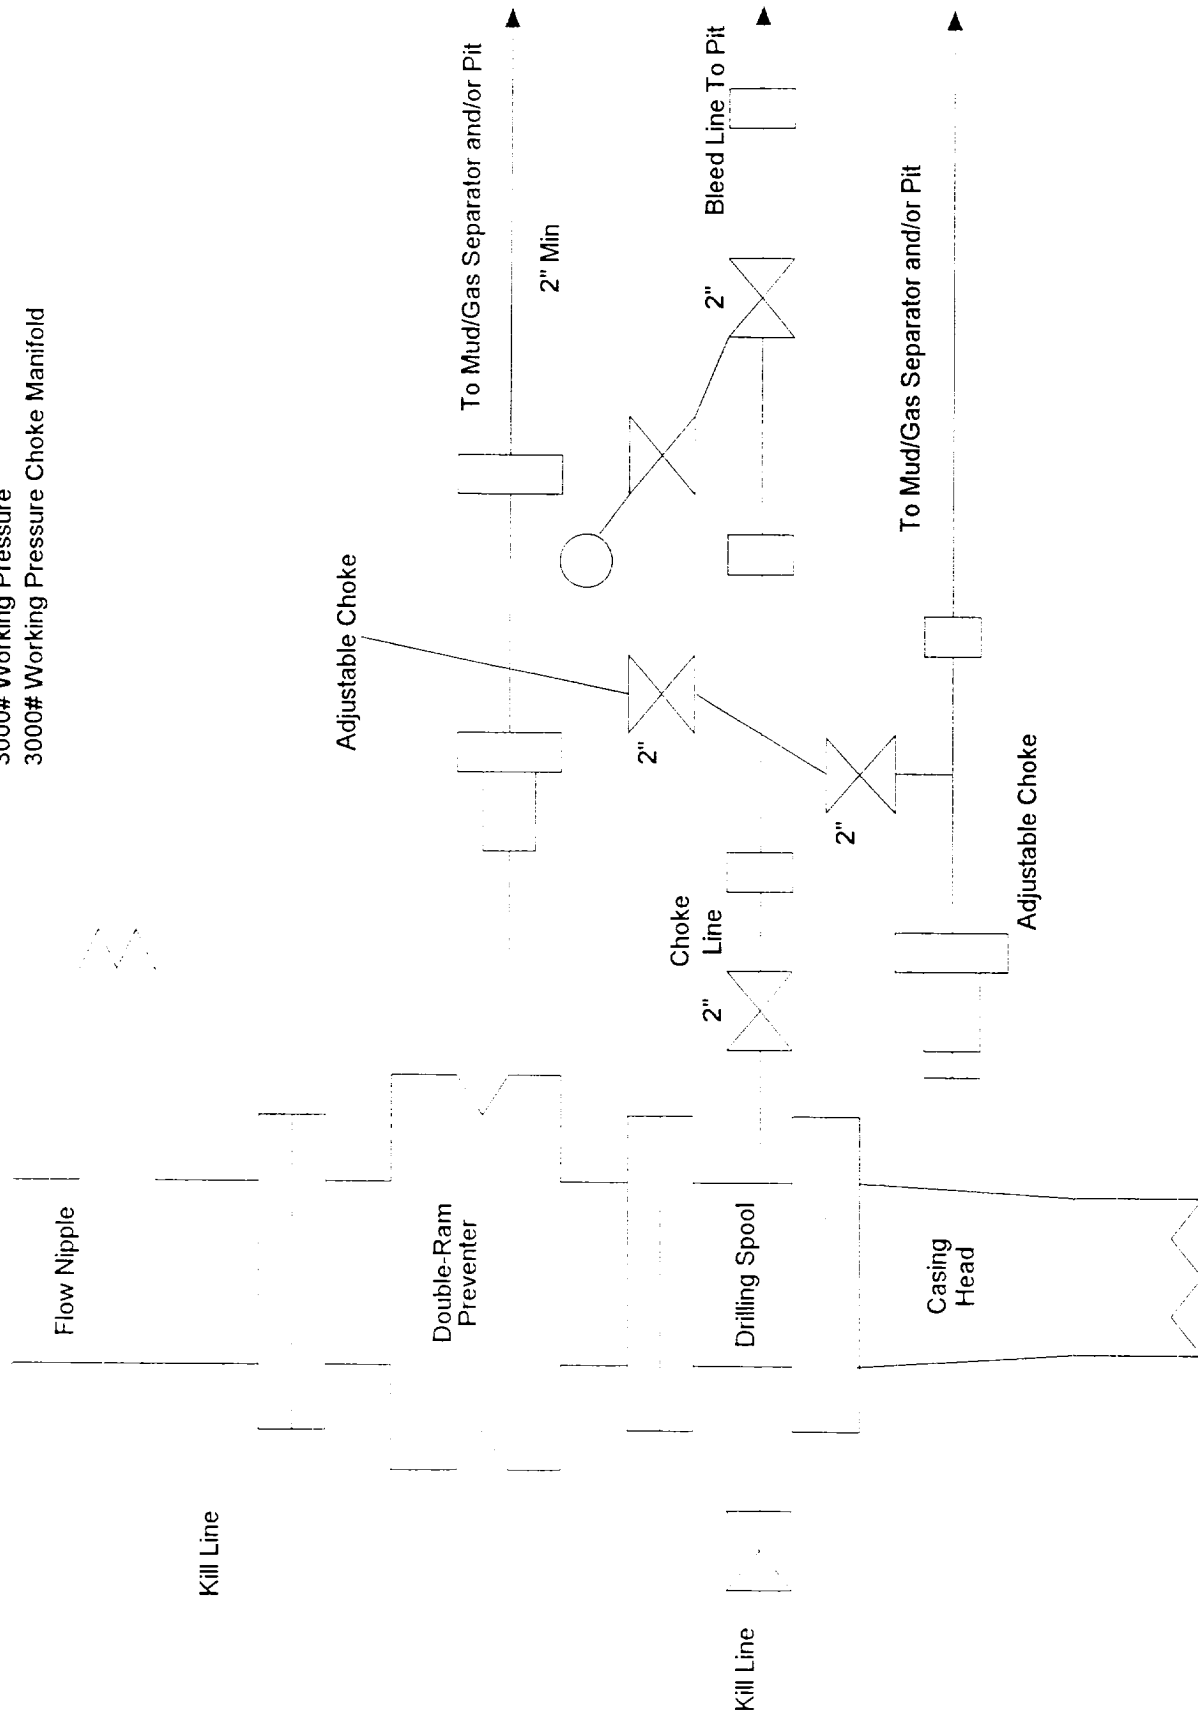 3000# Working Pressure
3000# Working Pressure Choke Manifold
Flow Nipple
Kill Line
Adjustable Choke
To Mud/Gas Separator and/or Pit
2" Min
Double-Ram
Preventer
2"
Bleed Line To Pit
2"
Choke
Line
2"
Kill Line
Drilling Spool
2"
To Mud/Gas Separator and/or Pit
Casing
Head
Adjustable Choke